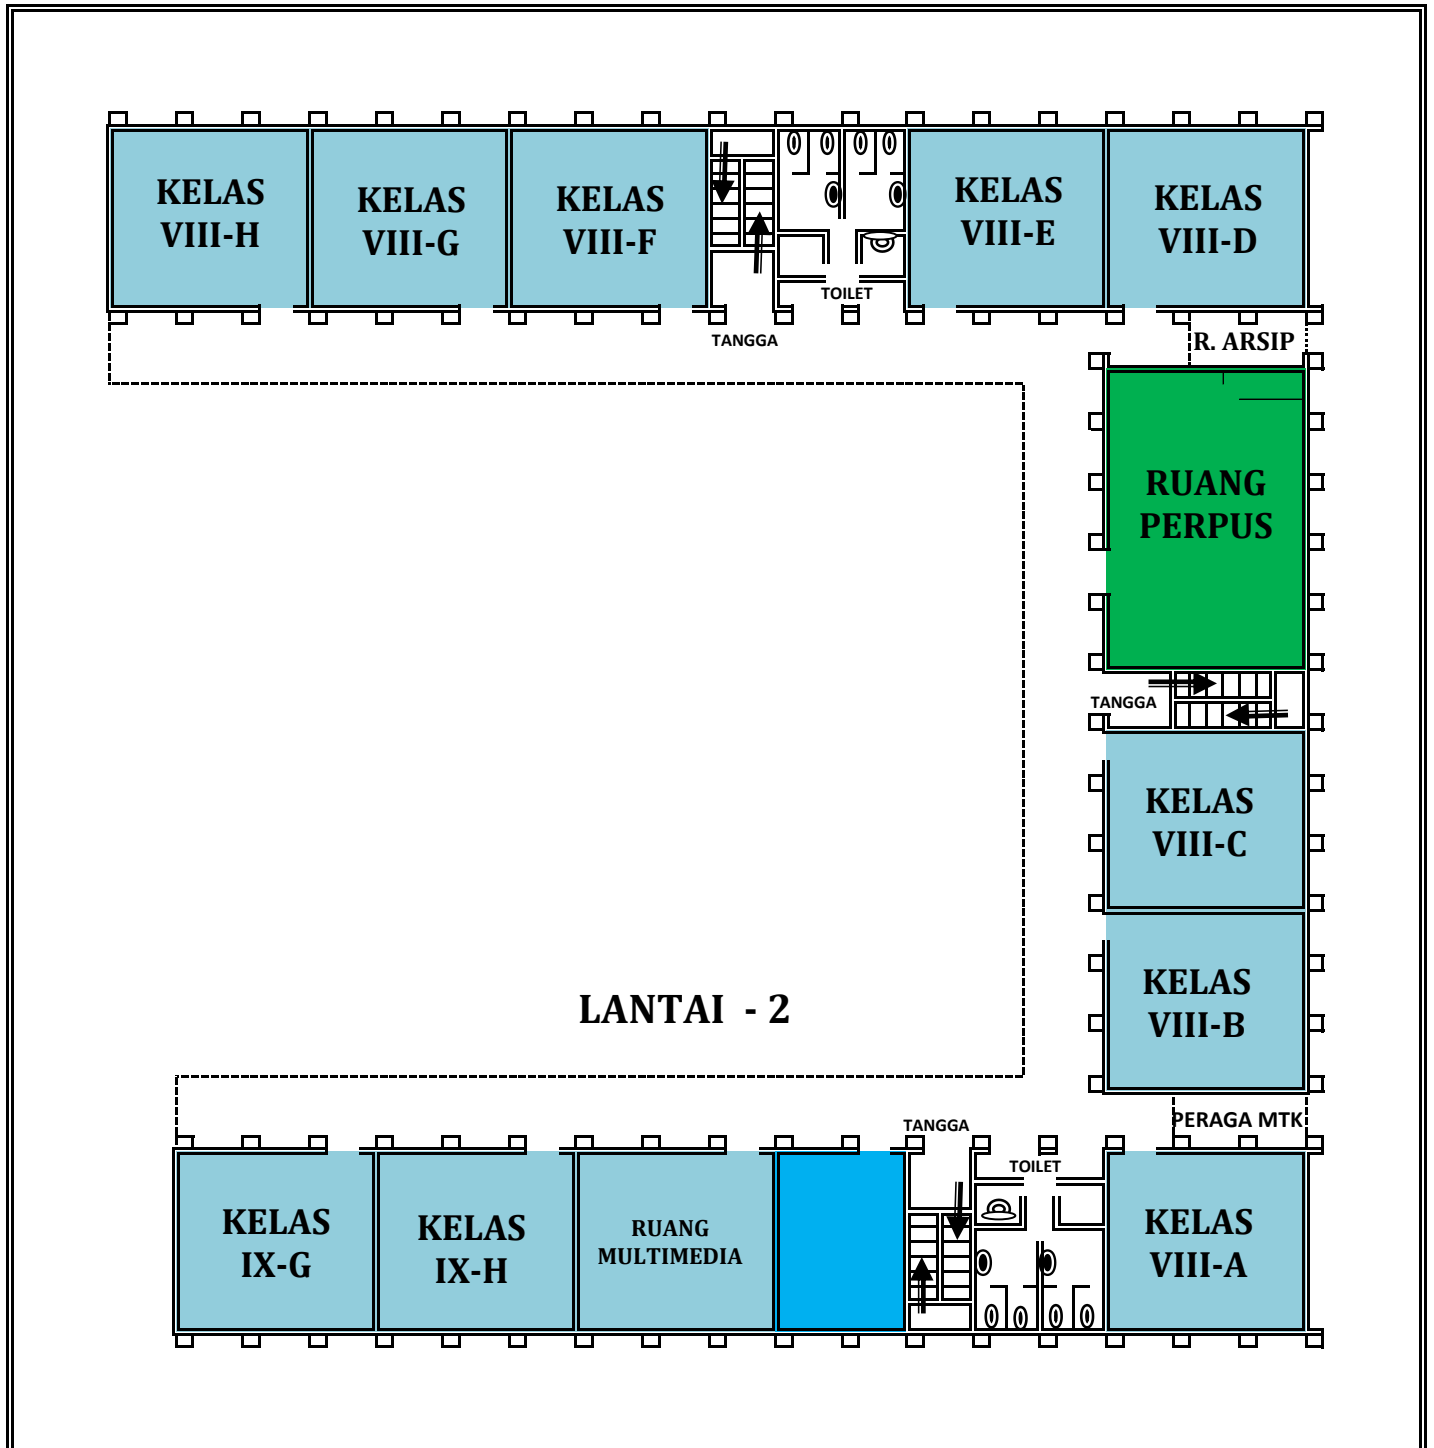 KELAS
VIII-H
KELAS
VIII-G
KELAS
VIII-F
KELAS
VIII-E
KELAS
VIII-D
TOILET
TANGGA
R. ARSIP
RUANG
PERPUS
TANGGA
KELAS
VIII-C
KELAS
VIII-B
LANTAI - 2
PERAGA MTK
TANGGA
TOILET
KELAS
IX-G
KELAS
IX-H
RUANG
MULTIMEDIA
KELAS
VIII-A